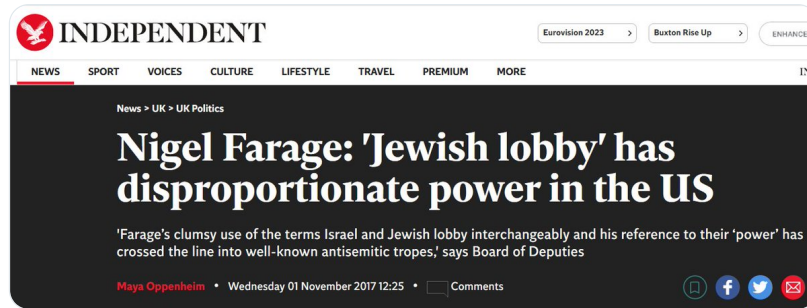 INDEPENDENT
Eurovision 2023 >
Buxton Rise Up >
ENHANCE
NEWS SPORT VOICES CULTURE LIFESTYLE TRAVEL PREMIUM MORE
News > UK > UK Politics
Nigel Farage: 'Jewish lobby' has
disproportionate power in the US
'Farage's clumsy use of the terms Israel and Jewish lobby interchangeably and his reference to their 'power' has
crossed the line into well-known antisemitic tropes,' says Board of Deputies
Maya Oppenheim • Wednesday 01 November 2017 12:25 • Comments